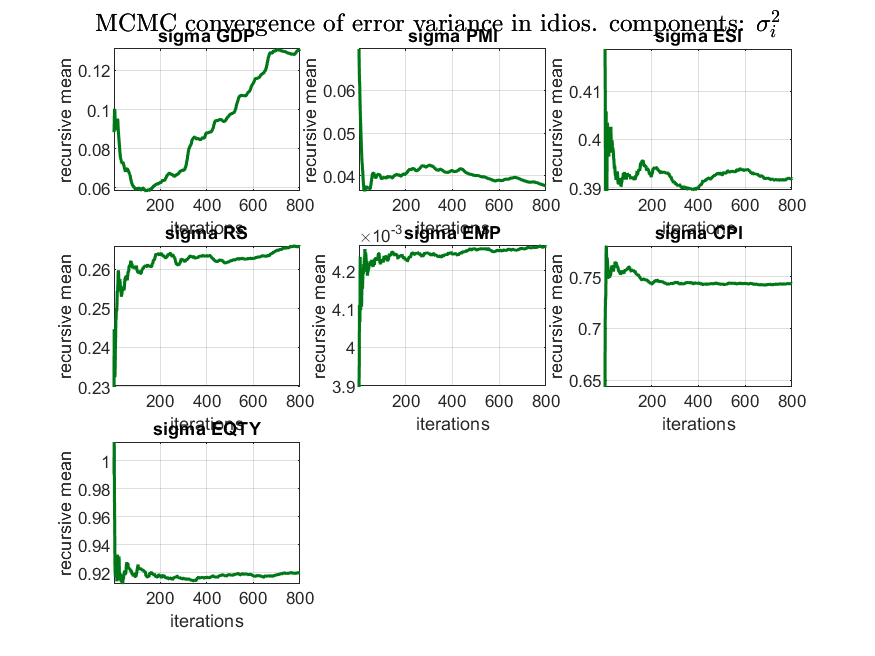 MCMC convergence of error variance in idios. components: σ_i^2
sigma GDP
sigma PMI
sigma ESI
recursive mean
0.12
0.1
0.08
0.06
200 400 600 800
iterations
recursive mean
0.06
0.05
0.04
200 400 600 800
iterations
recursive mean
0.41
0.4
0.39
200 400 600 800
iterations
sigma RS
×10^-3 sigma EMP
sigma CPI
recursive mean
0.26
0.25
0.24
0.23
200 400 600 800
iterations
recursive mean
4.2
4.1
4
3.9
200 400 600 800
iterations
recursive mean
0.75
0.7
0.65
200 400 600 800
iterations
sigma EQTY
recursive mean
1
0.98
0.96
0.94
0.92
200 400 600 800
iterations